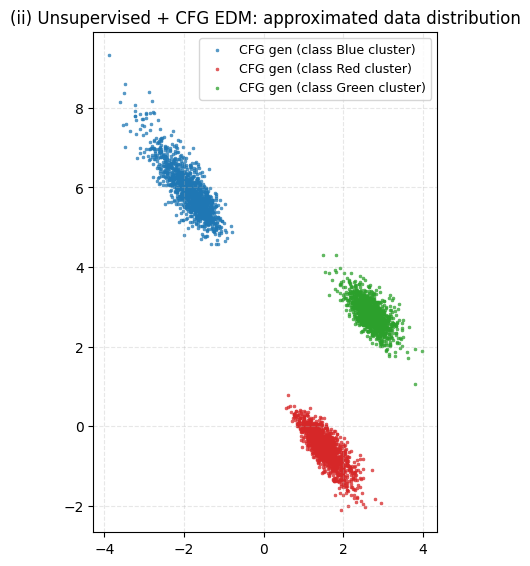 (ii) Unsupervised + CFG EDM: approximated data distribution
CFG gen (class Blue cluster)
CFG gen (class Red cluster)
CFG gen (class Green cluster)
8
6
4
2
0
−2
−4 −2 0 2 4